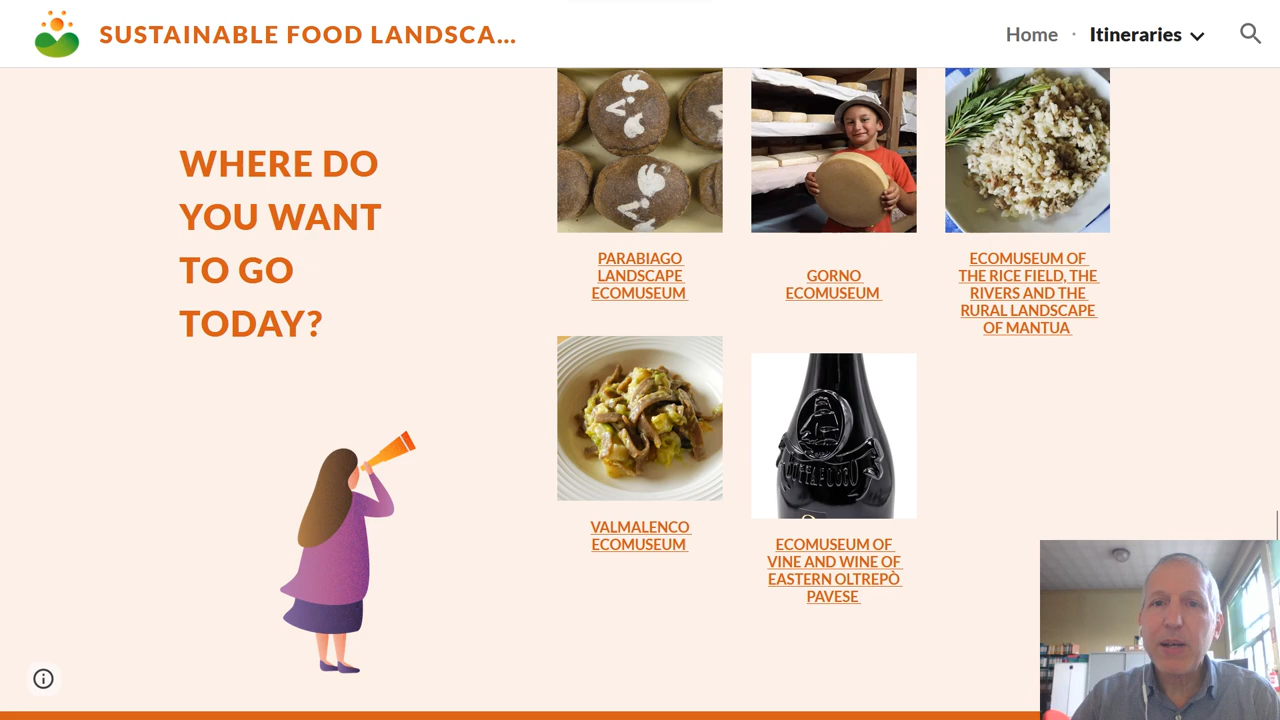 SUSTAINABLE FOOD LANDSCA...
Home
Itineraries
WHERE DO
YOU WANT
TO GO
TODAY?
PARABIAGO
LANDSCAPE
ECOMUSEUM
GORNO
ECOMUSEUM
ECOMUSEUM OF
THE RICE FIELD, THE
RIVERS AND THE
RURAL LANDSCAPE
OF MANTUA
VALMALENCO
ECOMUSEUM
BUTTAFUOCO
ECOMUSEUM OF
VINE AND WINE OF
EASTERN OLTREPÒ
PAVESE